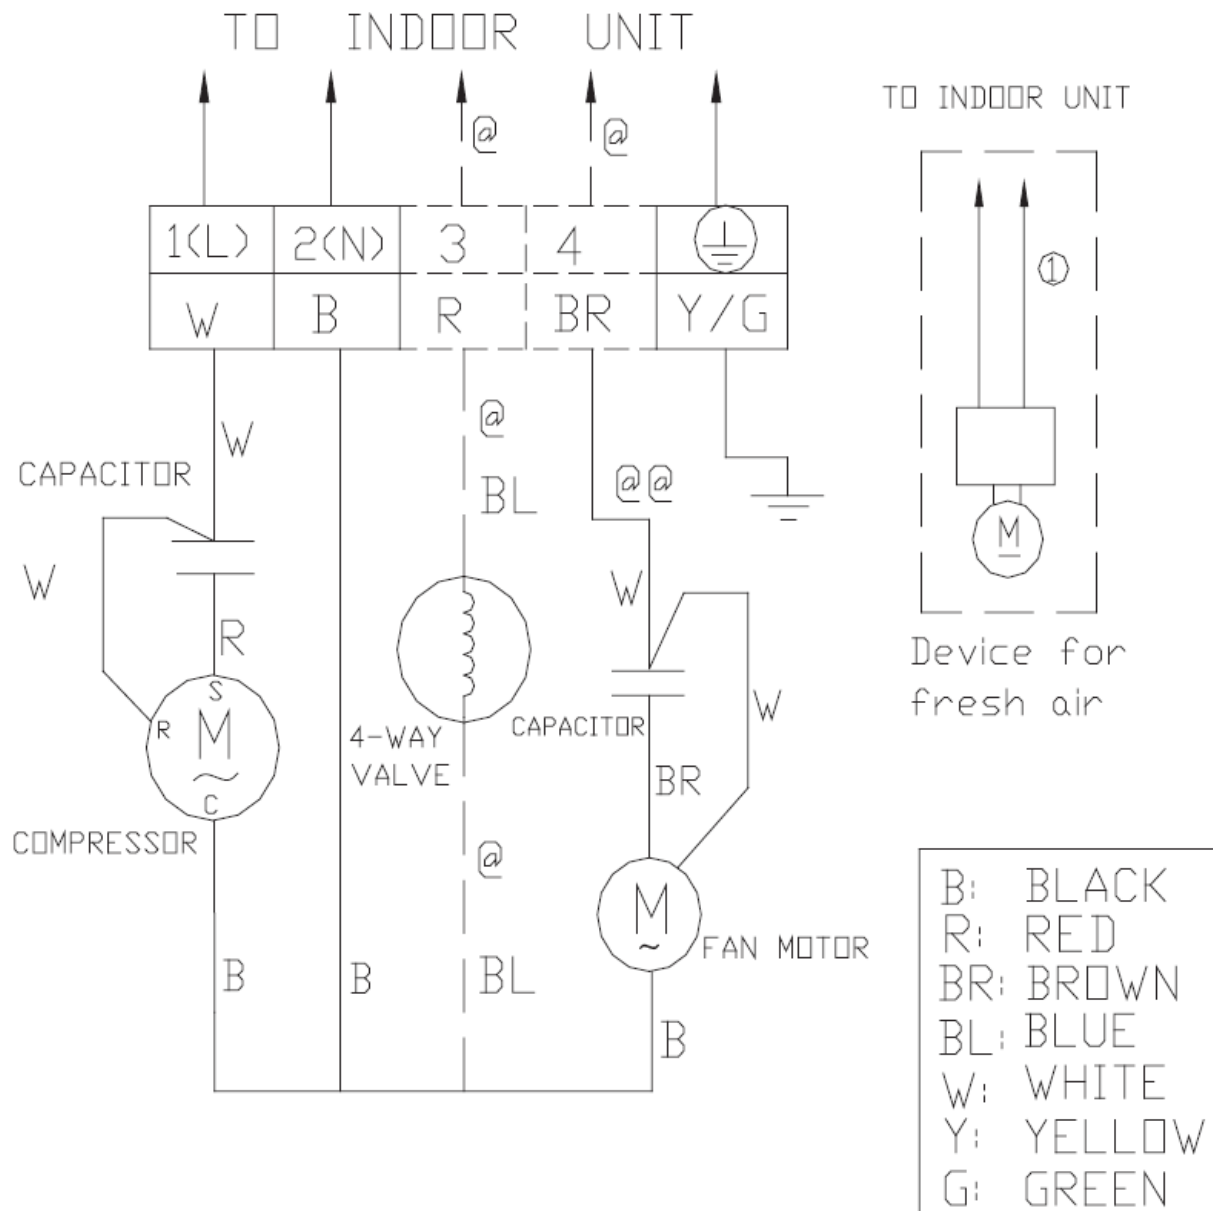 TO INDOOR UNIT
TO INDOOR UNIT
@ @
1(L) 2(N) 3 4
W B R BR Y/G
1
@
W
@@
CAPACITOR
BL
M
W
W
Device for
fresh air
R
S
R M
W
CAPACITOR
4-WAY
VALVE
~
BR
C
COMPRESSOR
@
M
~
FAN MOTOR
B
B
BL
B
B: BLACK
R: RED
BR: BROWN
BL: BLUE
W: WHITE
Y: YELLOW
G: GREEN